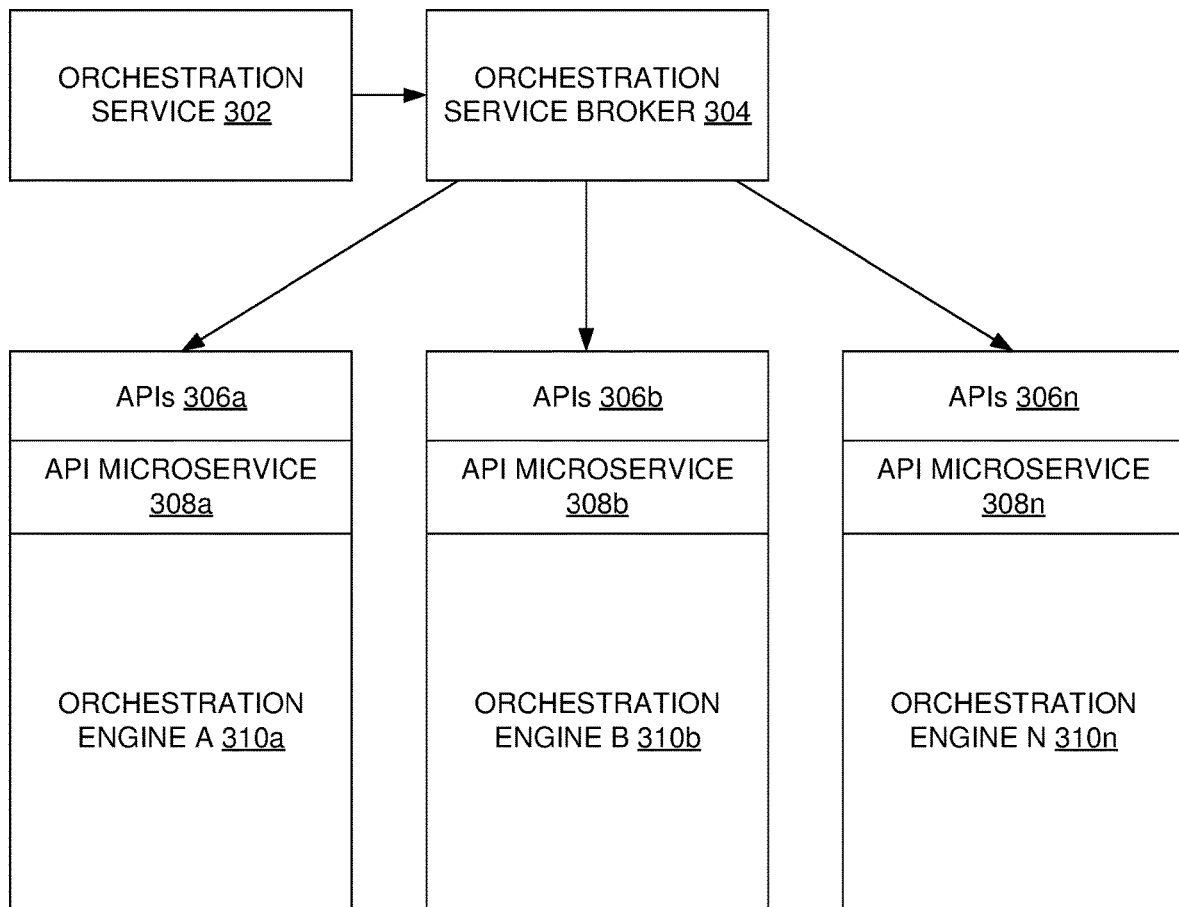 ORCHESTRATION
SERVICE 302
ORCHESTRATION
SERVICE BROKER 304
APIs 306a
API MICROSERVICE
308a
ORCHESTRATION
ENGINE A 310a
APIs 306b
API MICROSERVICE
308b
ORCHESTRATION
ENGINE B 310b
APIs 306n
API MICROSERVICE
308n
ORCHESTRATION
ENGINE N 310n